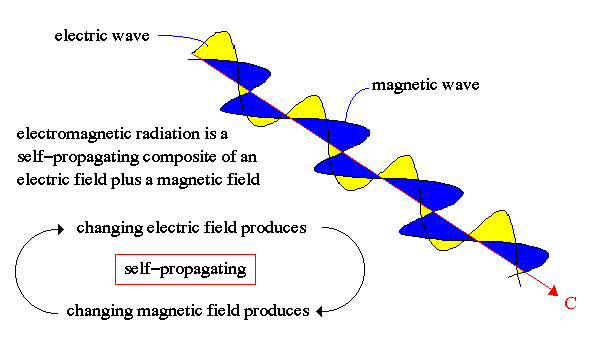 electric wave
magnetic wave
electromagnetic radiation is a
self-propagating composite of an
electric field plus a magnetic field
changing electric field produces
self-propagating
changing magnetic field produces
C